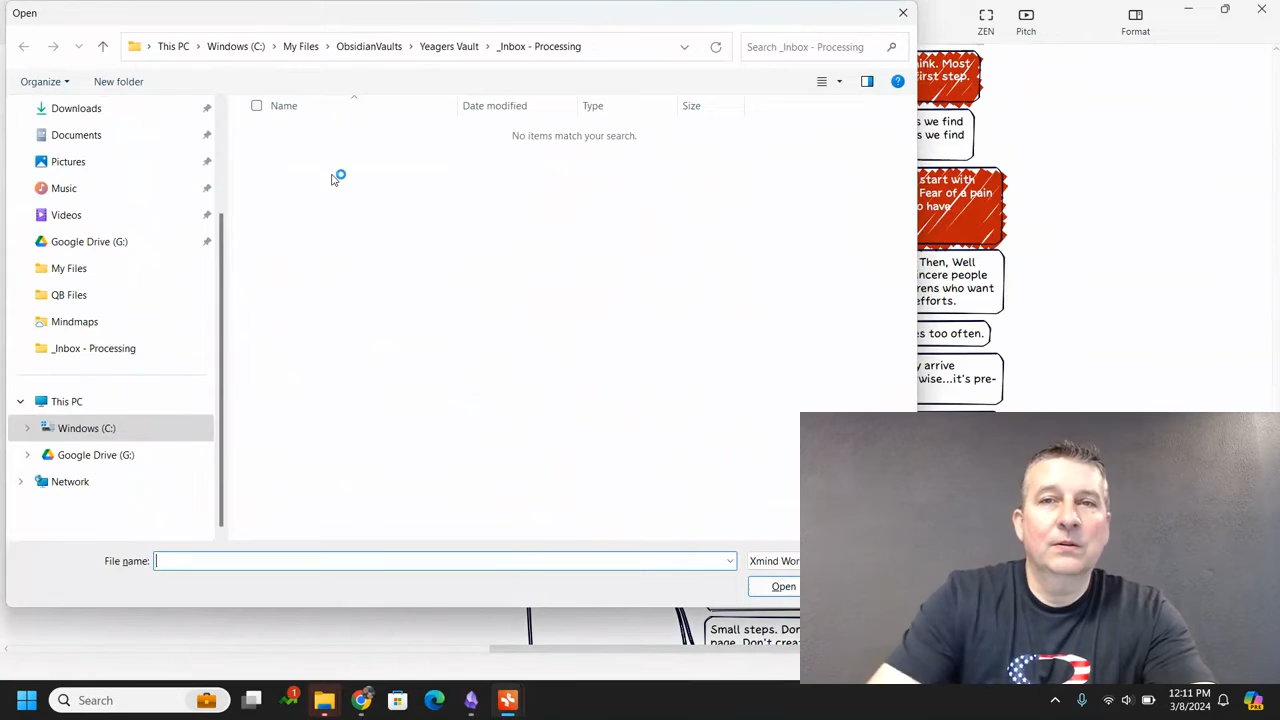 Open
This PC > Windows (C:) > My Files > ObsidianVaults > Yeagers Vault > _Inbox - Processing
Search _Inbox - Processing
Organize
New folder
Name
Date modified
Type
Size
No items match your search.
Downloads
Documents
Pictures
Music
Videos
Google Drive (G:)
My Files
QB Files
Mindmaps
_Inbox - Processing
This PC
Windows (C:)
Google Drive (G:)
Network
File name:
Xmind Wor
Open
ZEN
Pitch
Format
ink. Most
first step.
s we find
s we find
start with
Fear of a pain
o have
Then, Well
incere people
rens who want
efforts.
es too often.
y arrive
wise...it's pre-
Small steps. Don
page. Don't crea
Search
1
12:11 PM
3/8/2024